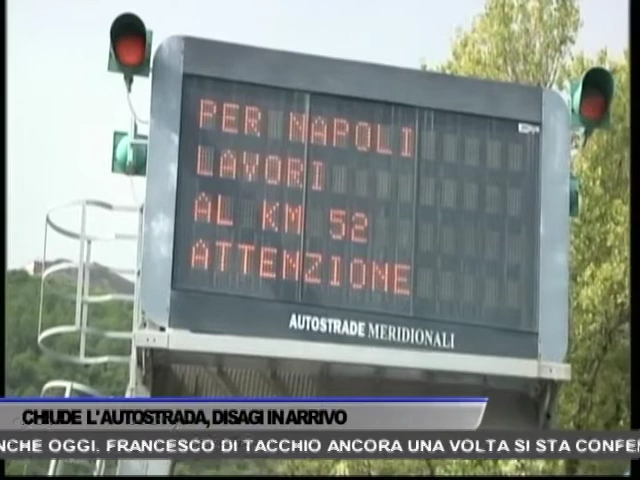 PER NAPOLI
LAVORI
AL KM 52
ATTENZIONE
AUTOSTRADE MERIDIONALI
CHIUDE L'AUTOSTRADA, DISAGI IN ARRIVO
NCHE OGGI. FRANCESCO DI TACCHIO ANCORA UNA VOLTA SI STA CONFE